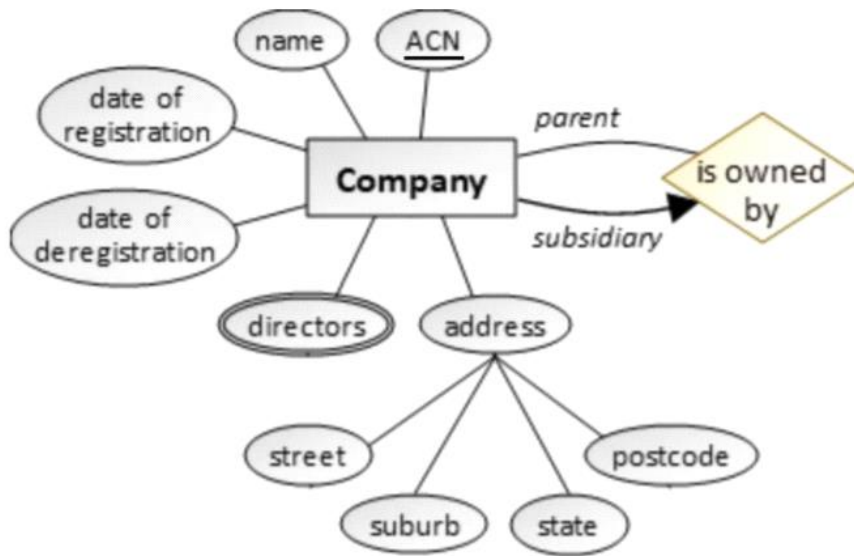 name
ACN
date of
registration
parent
Company
is owned
by
date of
deregistration
subsidiary
directors
address
street
postcode
suburb
state